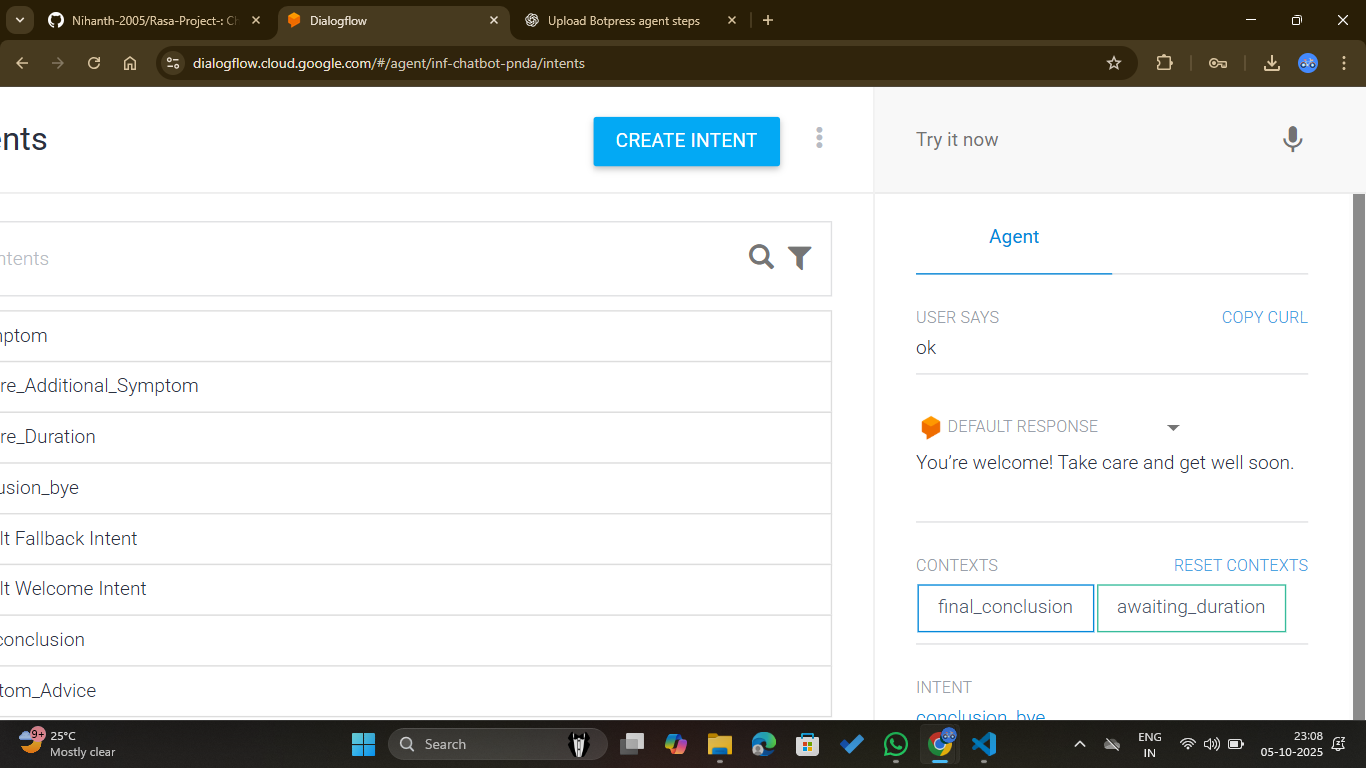 Nihanth-2005/Rasa-Project-: Ch
Dialogflow
Upload Botpress agent steps
dialogflow.cloud.google.com/#/agent/inf-chatbot-pnda/intents
ents
CREATE INTENT
ntents
nptom
re_Additional_Symptom
re_Duration
usion_bye
lt Fallback Intent
lt Welcome Intent
conclusion
tom_Advice
Try it now
Agent
USER SAYS
COPY CURL
ok
DEFAULT RESPONSE
You’re welcome! Take care and get well soon.
CONTEXTS
RESET CONTEXTS
final_conclusion
awaiting_duration
INTENT
conclusion_bye
9+
25°C
Mostly clear
Search
ENG
IN
23:08
05-10-2025